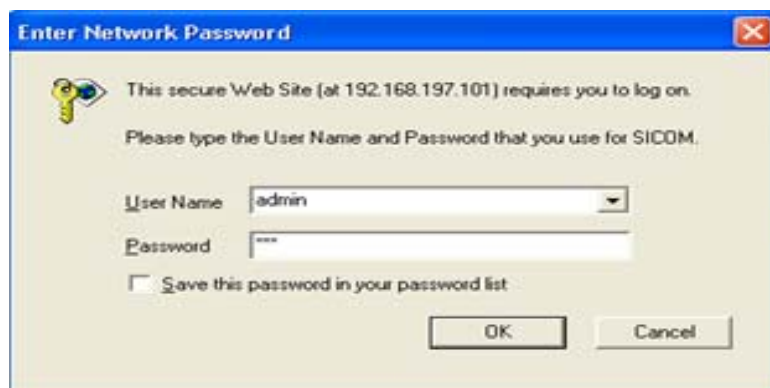 Enter Network Password
This secure Web Site (at 192.168.197.101) requires you to log on.
Please type the User Name and Password that you use for SICOM.
User Name admin
Password ***
Save this password in your password list
OK Cancel